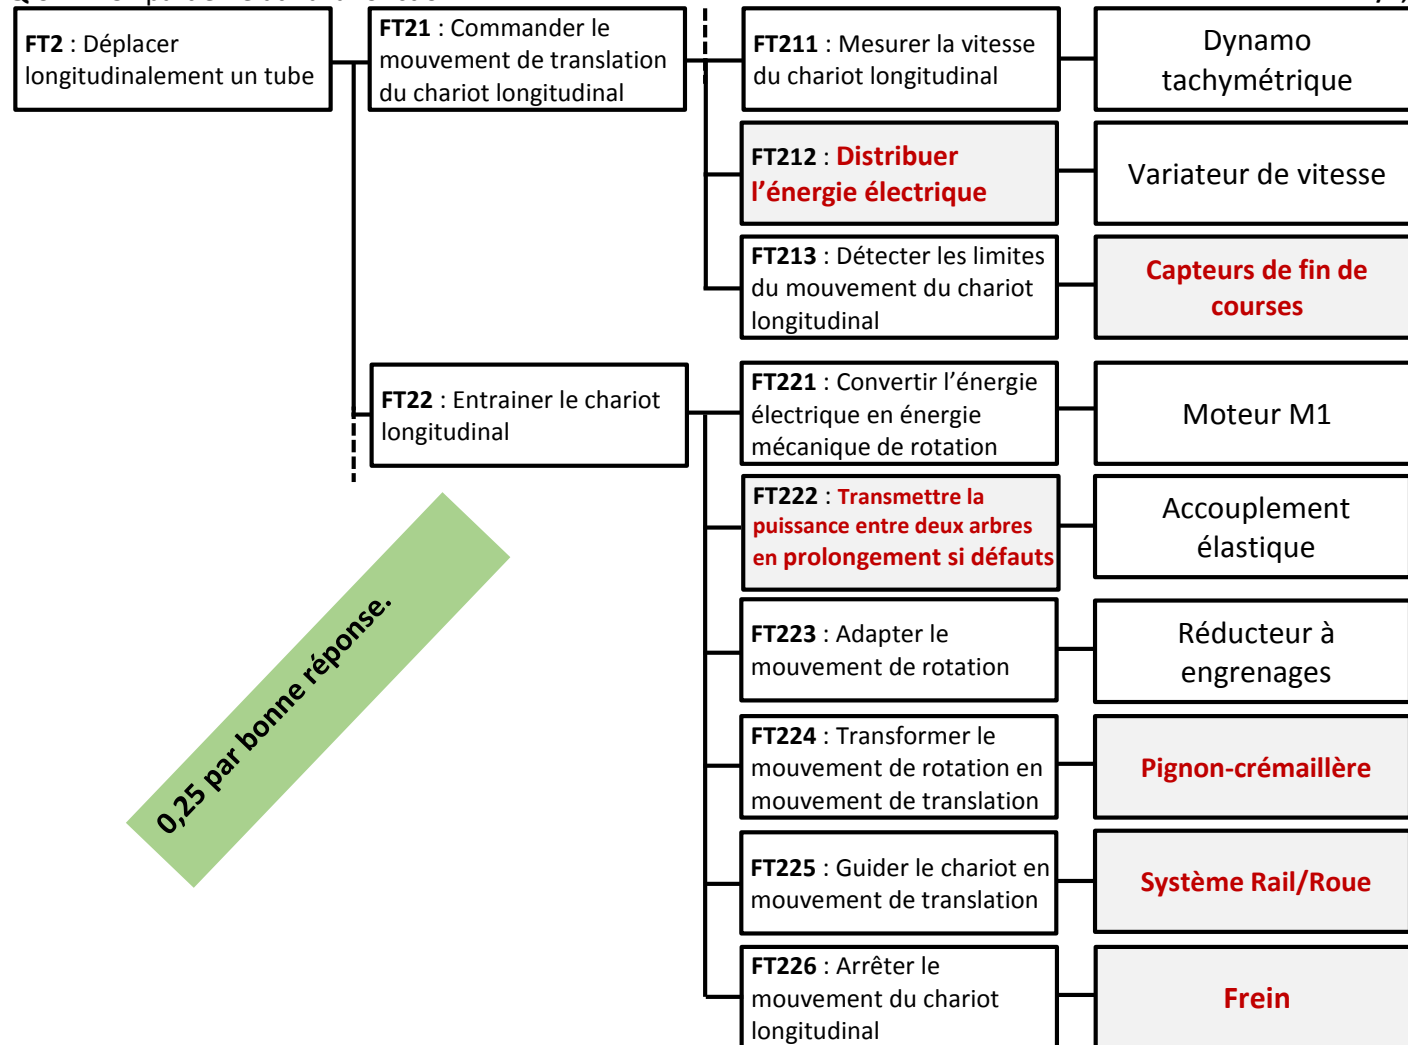 FT2 : Déplacer
longitudinalement un tube
FT21 : Commander le
mouvement de translation
du chariot longitudinal
FT211 : Mesurer la vitesse
du chariot longitudinal
Dynamo
tachymétrique
FT212 : Distribuer
l’énergie électrique
Variateur de vitesse
FT213 : Détecter les limites
du mouvement du chariot
longitudinal
Capteurs de fin de
courses
FT22 : Entrainer le chariot
longitudinal
FT221 : Convertir l’énergie
électrique en énergie
mécanique de rotation
Moteur M1
FT222 : Transmettre la
puissance entre deux arbres
en prolongement si défauts
Accouplement
élastique
0,25 par bonne réponse.
FT223 : Adapter le
mouvement de rotation
Réducteur à
engrenages
FT224 : Transformer le
mouvement de rotation en
mouvement de translation
Pignon-crémaillère
FT225 : Guider le chariot en
mouvement de translation
Système Rail/Roue
FT226 : Arrêter le
mouvement du chariot
longitudinal
Frein